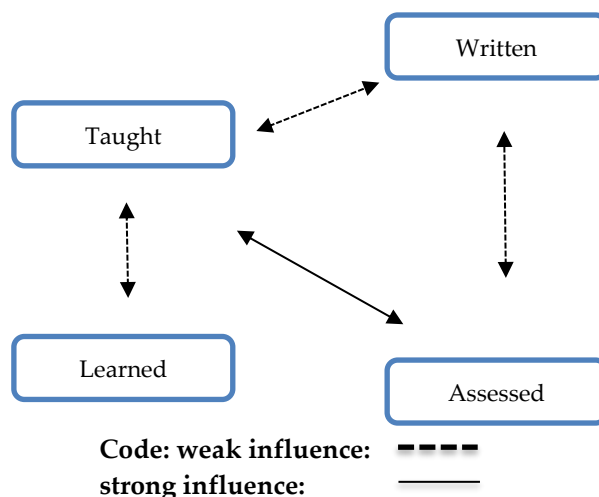 Written
Taught
Learned
Assessed
Code: weak influence:
strong influence: